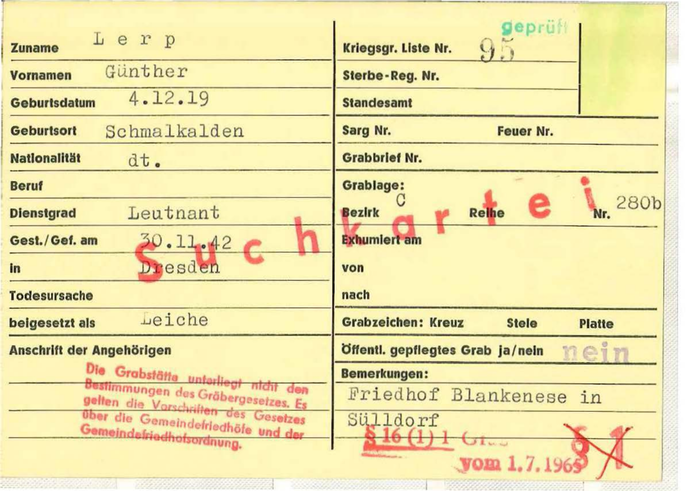 Zuname Lerp
Vornamen Günther
Geburtsdatum 4.12.19
Geburtsort Schmalkalden
Nationalität dt.
Beruf
Dienstgrad Leutnant
Gest./Gef. am 30.11.42
in Dresden
Todesursache
beigesetzt als Leiche
Anschrift der Angehörigen
Die Grabstätte unterliegt nicht den
Bestimmungen des Gräbergesetzes. Es
gelten die Vorschriften des Gesetzes
über die Gemeindefriedhöfe und der
Gemeindefriedhofsordnung.
Suchkartei
geprüft
Kriegsgr. Liste Nr. 95
Sterbe-Reg. Nr.
Standesamt
Sarg Nr. Feuer Nr.
Grabbrief Nr.
Grablage:
Bezirk C Reihe Nr. 280b
Exhumiert am
von
nach
Grabzeichen: Kreuz Stele Platte
Öffentl. gepflegtes Grab ja/nein nein
Bemerkungen:
Friedhof Blankenese in
Sülldorf
§ 16 (1) 1
vom 1.7.1965
§ 1